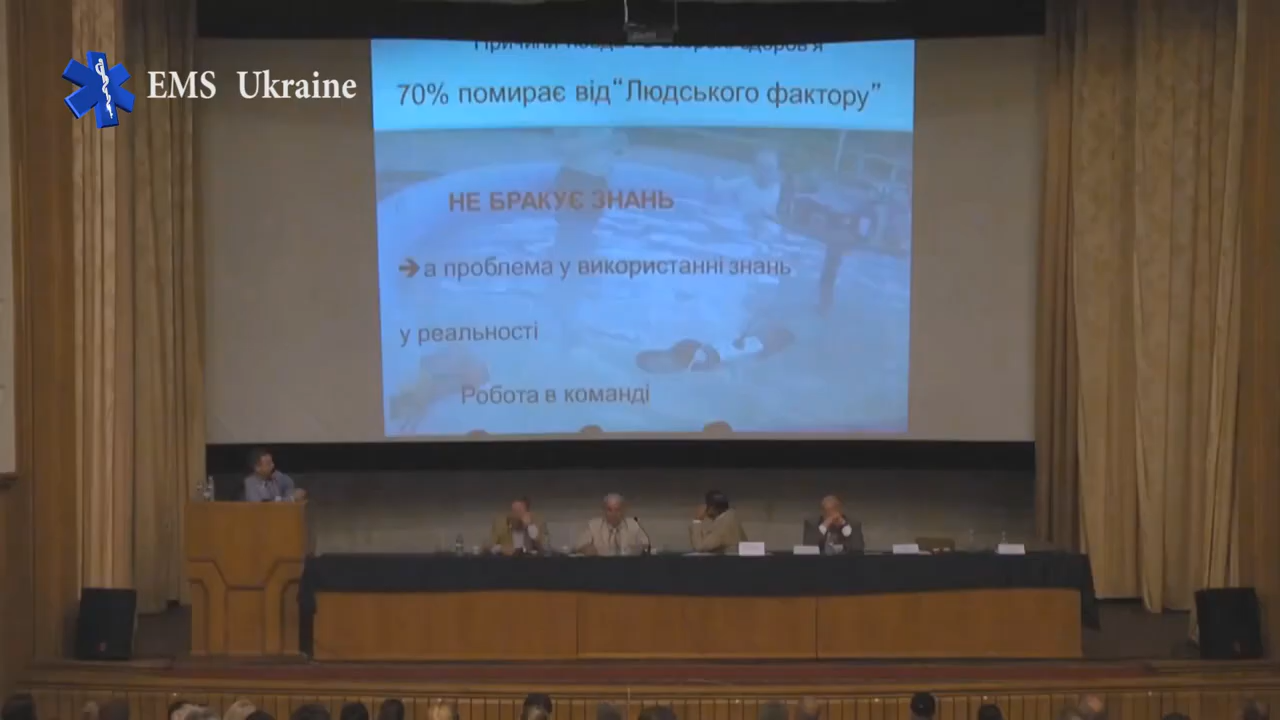 EMS Ukraine
70% помирає від “Людського фактору”
НЕ БРАКУЄ ЗНАНЬ
➔ а проблема у використанні знань
у реальності
Робота в команді